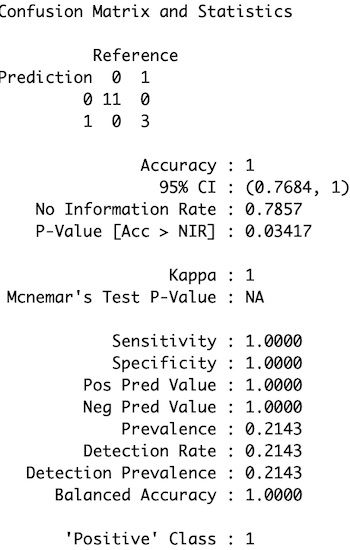 Confusion Matrix and Statistics
Reference
Prediction 0 1
0 11 0
1 0 3
Accuracy : 1
95% CI : (0.7684, 1)
No Information Rate : 0.7857
P-Value [Acc > NIR] : 0.03417
Kappa : 1
Mcnemar's Test P-Value : NA
Sensitivity : 1.0000
Specificity : 1.0000
Pos Pred Value : 1.0000
Neg Pred Value : 1.0000
Prevalence : 0.2143
Detection Rate : 0.2143
Detection Prevalence : 0.2143
Balanced Accuracy : 1.0000
'Positive' Class : 1